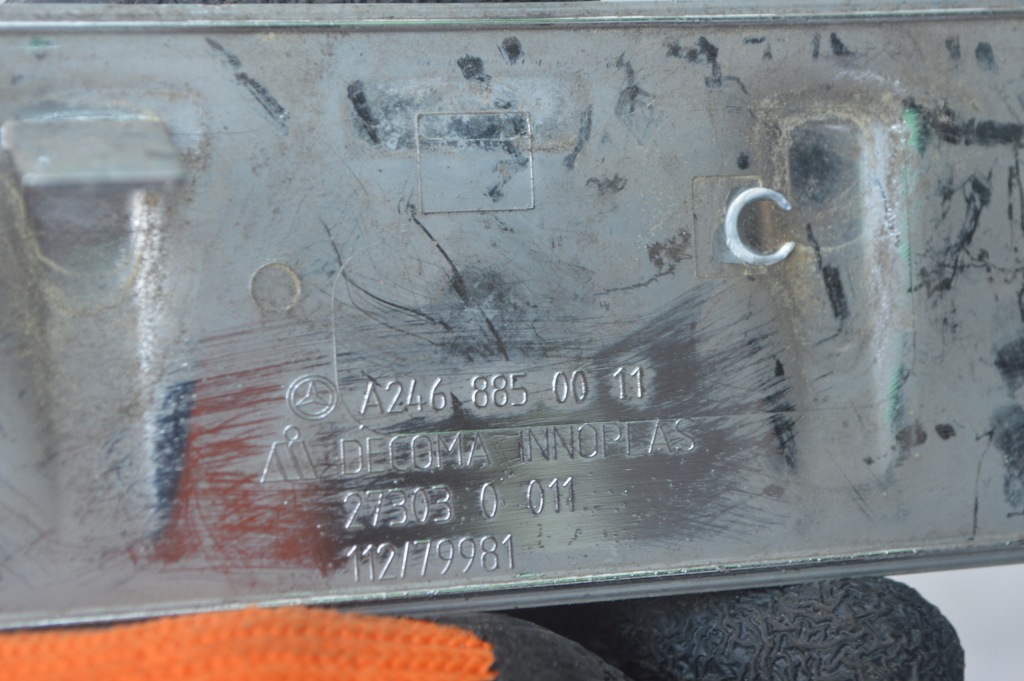 A246 885 00 11
DECOMA INNOPLAS
27303 0 011
112/79981